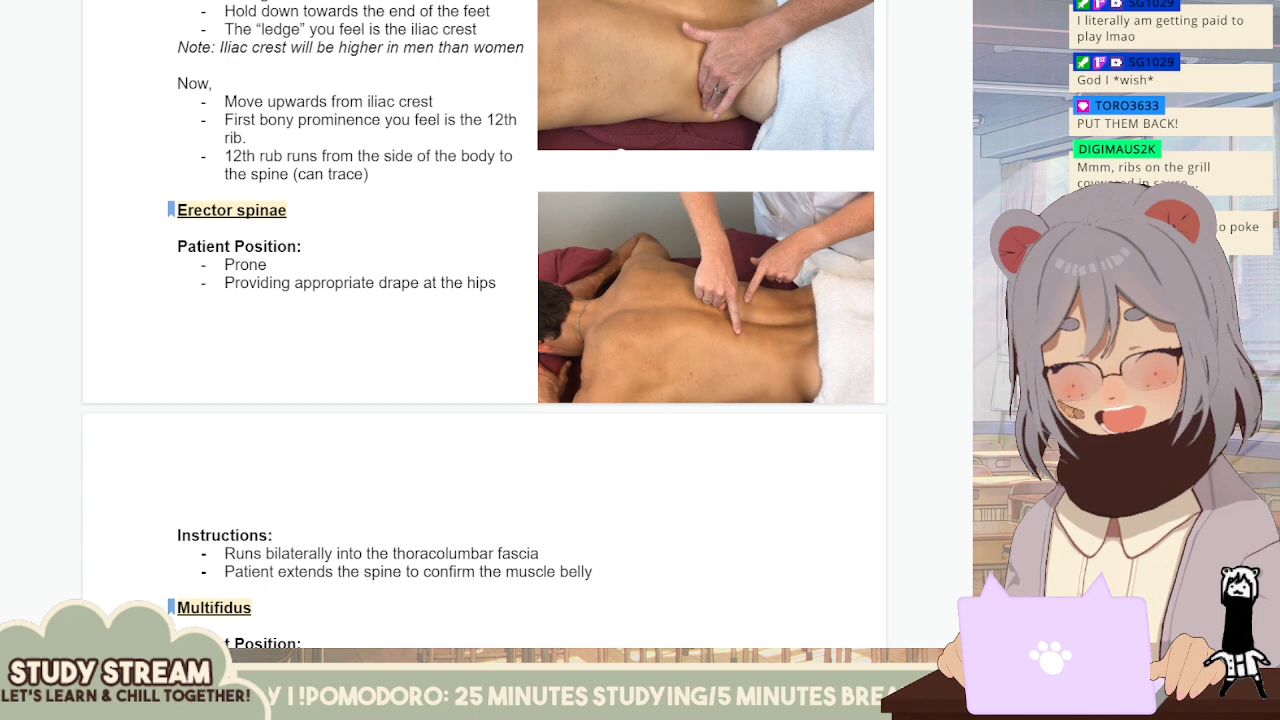 - Hold down towards the end of the feet
- The “ledge” you feel is the iliac crest
Note: Iliac crest will be higher in men than women
Now,
- Move upwards from iliac crest
- First bony prominence you feel is the 12th
rib.
- 12th rub runs from the side of the body to
the spine (can trace)
Erector spinae
Patient Position:
- Prone
- Providing appropriate drape at the hips
Instructions:
- Runs bilaterally into the thoracolumbar fascia
- Patient extends the spine to confirm the muscle belly
Multifidus
t Position:
STUDY STREAM
LET'S LEARN & CHILL TOGETHER!
Y | !POMODORO: 25 MINUTES STUDYING/5 MINUTES BREA
SG1029
I literally am getting paid to
play lmao
SG1029
God I *wish*
TORO3633
PUT THEM BACK!
DIGIMAUS2K
Mmm, ribs on the grill
in sauce...
o poke